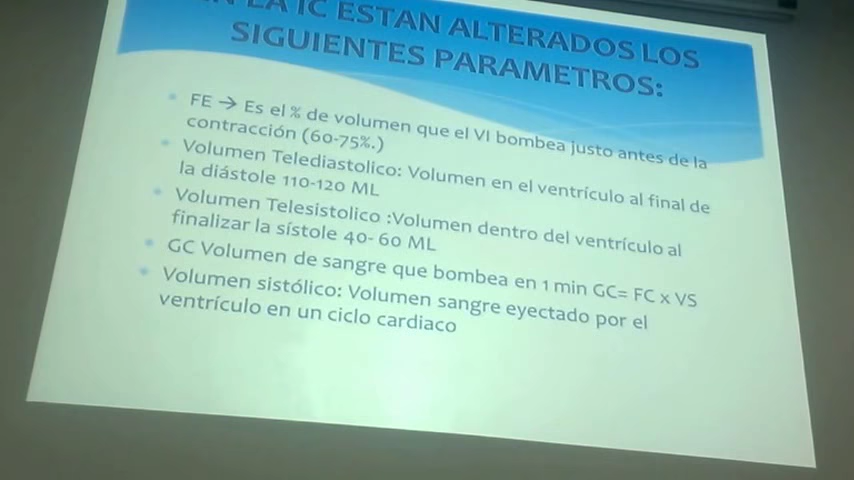 EN LA IC ESTAN ALTERADOS LOS
SIGUIENTES PARAMETROS:
FE → Es el % de volumen que el VI bombea justo antes de la
contracción (60-75%.)
Volumen Telediastolico: Volumen en el ventrículo al final de
la diástole 110-120 ML
Volumen Telesistolico :Volumen dentro del ventrículo al
finalizar la sístole 40- 60 ML
GC Volumen de sangre que bombea en 1 min GC= FC x VS
Volumen sistólico: Volumen sangre eyectado por el
ventrículo en un ciclo cardiaco